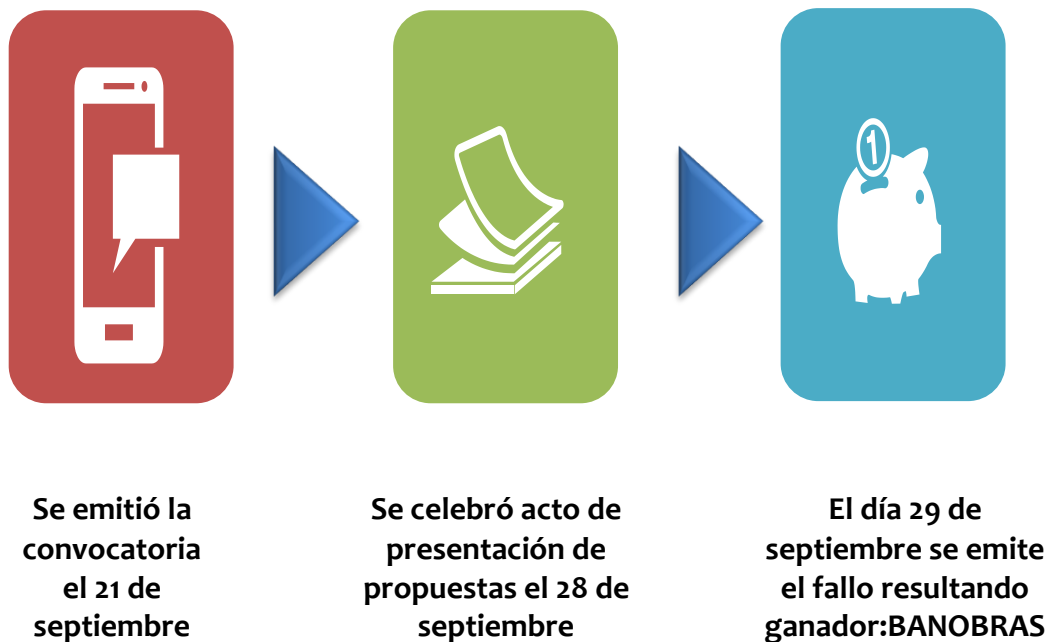 1
Se emitió la
convocatoria
el 21 de
septiembre
Se celebró acto de
presentación de
propuestas el 28 de
septiembre
El día 29 de
septiembre se emite
el fallo resultando
ganador:BANOBRAS